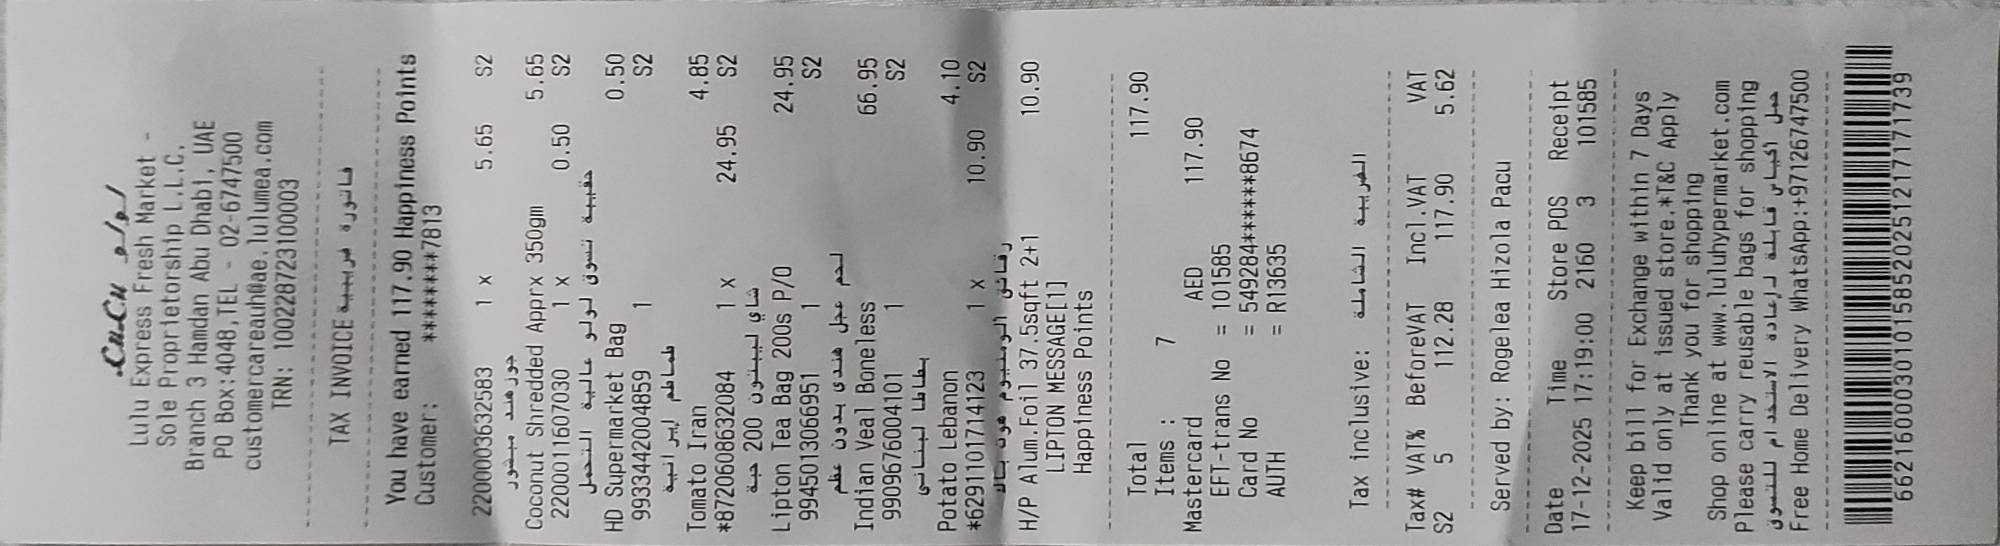 LuLu لولو
Lulu Express Fresh Market -
Sole Proprietorship L.L.C,
Branch 3 Hamdan Abu Dhabi, UAE
PO Box:4048,TEL - 02-6747500
customercareauh@ae.lulumea.com
TRN: 100228723100003
TAX INVOICE فاتورة ضريبية
You have earned 117.90 Happiness Points
Customer: ********7813
2200003632583 1 x 5.65 S2
جوز هند مبشور
Coconut Shredded Apprx 350gm 5.65
2200011607030 1 x 0.50 S2
حقيبة تسوق لولو عالية التحمل
HD Supermarket Bag 0.50
9933442004859 1 S2
طماطم ايرانية
Tomato Iran 4.85
*8720608632084 1 x 24.95 S2
شاي ليبتون 200 حبة
Lipton Tea Bag 200s P/O 24.95
9945013066951 1 S2
لحم عجل هندي بدون عظم
Indian Veal Boneless 66.95
9909676004101 1 S2
بطاطا لبناني
Potato Lebanon 4.10
*6291101714123 1 x 10.90 S2
رقائق الومنيوم هوت باك
H/P Alum.Foil 37.5sqft 2+1 10.90
LIPTON MESSAGE[1]
Happiness Points
Total 117.90
Items : 7
Mastercard AED 117.90
EFT-trans No = 101585
Card No = 549284******8674
AUTH = R13635
Tax inclusive: الضريبة الشاملة
Tax# VAT% BeforeVAT Incl.VAT VAT
S2 5 112.28 117.90 5.62
Served by: Rogelea Hizola Pacu
Date Time Store POS Receipt
17-12-2025 17:19:00 2160 3 101585
Keep bill for Exchange within 7 Days
Valid only at issued store.*T&C Apply
Thank you for shopping
Shop online at www.luluhypermarket.com
Please carry reusable bags for shopping
حمل أكياس قابلة لإعادة الاستخدام للتسوق
Free Home Delivery WhatsApp:+97126747500
6621600030101585202512171717​39